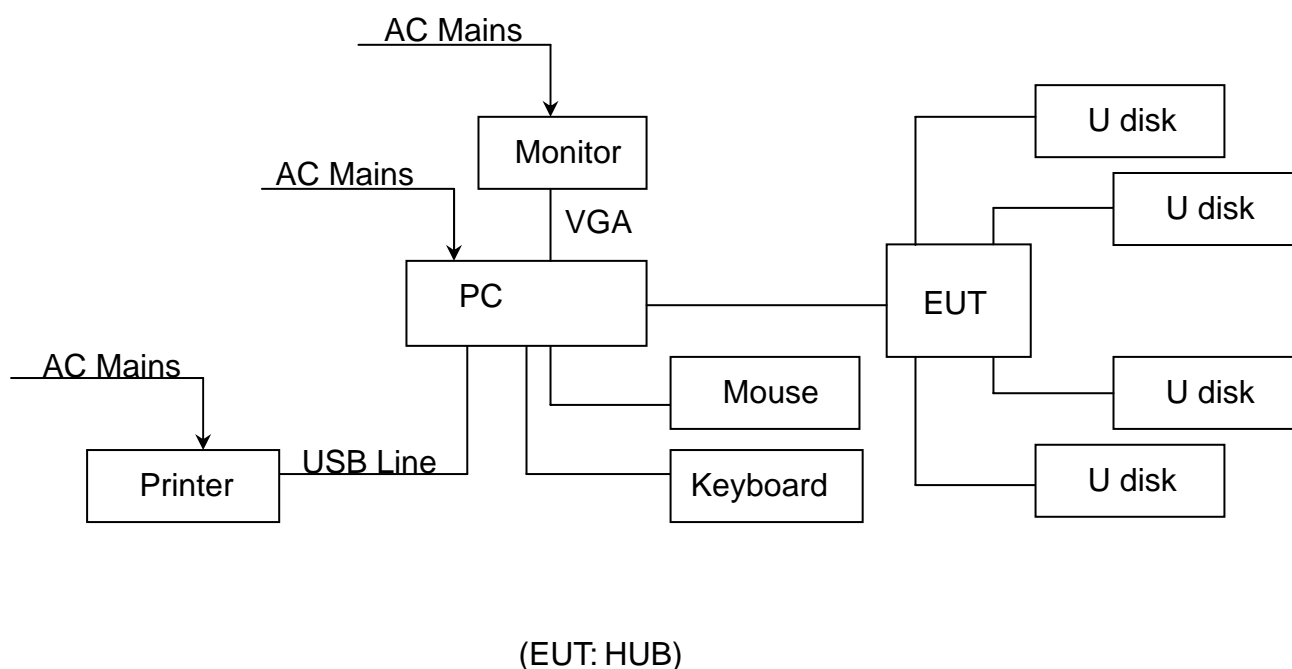 AC Mains
Monitor
AC Mains
VGA
PC
AC Mains
Printer
USB Line
Mouse
Keyboard
EUT
U disk
U disk
U disk
U disk
(EUT: HUB)